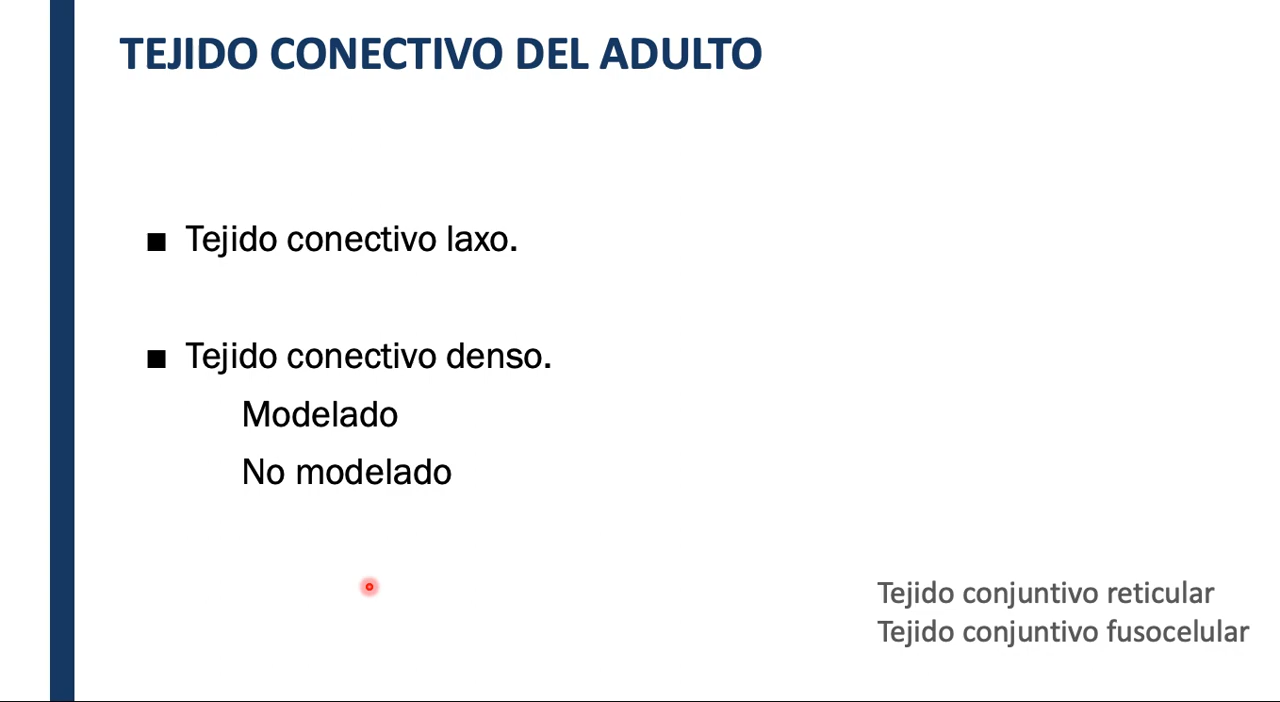 TEJIDO CONECTIVO DEL ADULTO
■ Tejido conectivo laxo.
■ Tejido conectivo denso.
Modelado
No modelado
Tejido conjuntivo reticular
Tejido conjuntivo fusocelular